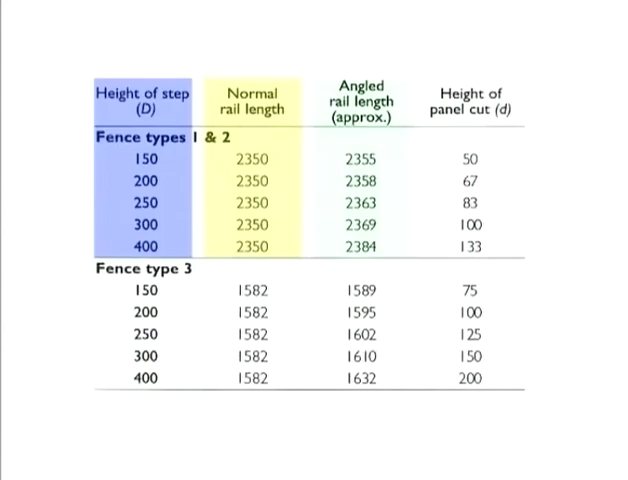 Height of step (D) Normal rail length Angled rail length (approx.) Height of panel cut (d)
Fence types 1 & 2
150 2350 2355 50
200 2350 2358 67
250 2350 2363 83
300 2350 2369 100
400 2350 2384 133
Fence type 3
150 1582 1589 75
200 1582 1595 100
250 1582 1602 125
300 1582 1610 150
400 1582 1632 200